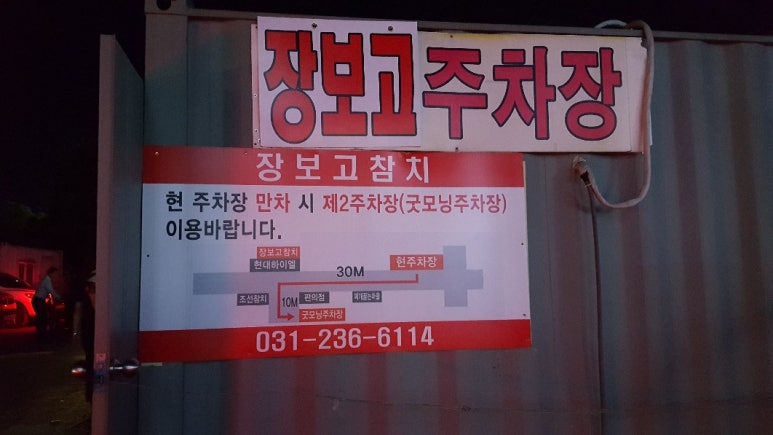 장보고주차장
장보고참치
현 주차장 만차 시 제2주차장(굿모닝주차장)
이용바랍니다.
장보고참치
현대하이엘
30M
현주차장
조선참치
10M
편의점
굿모닝주차장
031-236-6114